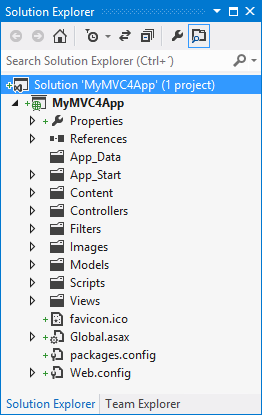 Solution Explorer
Search Solution Explorer (Ctrl+´)
Solution 'MyMVC4App' (1 project)
MyMVC4App
Properties
References
App_Data
App_Start
Content
Controllers
Filters
Images
Models
Scripts
Views
favicon.ico
Global.asax
packages.config
Web.config
Solution Explorer Team Explorer